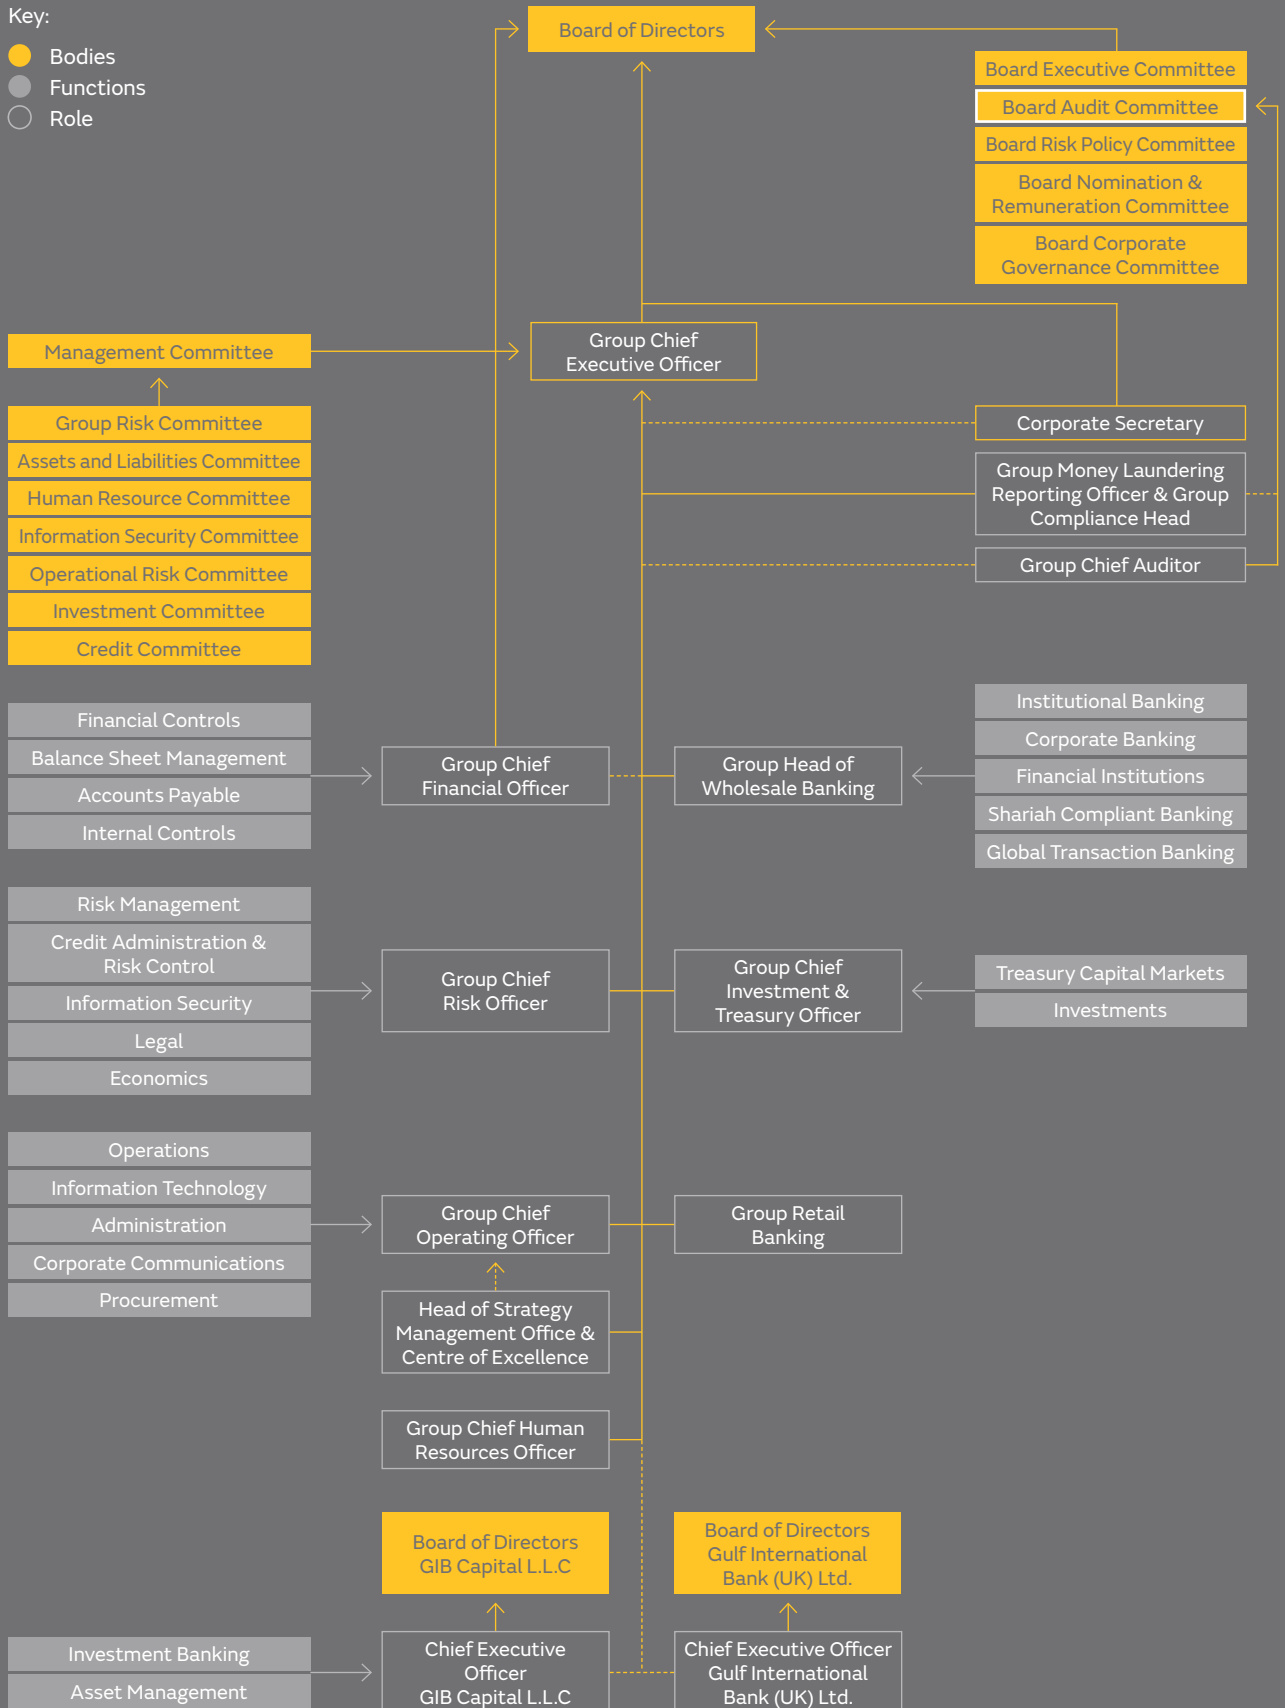 Key:
Bodies
Functions
Role
Board of Directors
Board Executive Committee
Board Audit Committee
Board Risk Policy Committee
Board Nomination &
Remuneration Committee
Board Corporate
Governance Committee
Management Committee
Group Chief
Executive Officer
Group Risk Committee
Assets and Liabilities Committee
Human Resource Committee
Information Security Committee
Operational Risk Committee
Investment Committee
Credit Committee
Corporate Secretary
Group Money Laundering
Reporting Officer & Group
Compliance Head
Group Chief Auditor
Financial Controls
Balance Sheet Management
Accounts Payable
Internal Controls
Group Chief
Financial Officer
Group Head of
Wholesale Banking
Institutional Banking
Corporate Banking
Financial Institutions
Shariah Compliant Banking
Global Transaction Banking
Risk Management
Credit Administration &
Risk Control
Information Security
Legal
Economics
Group Chief
Risk Officer
Group Chief
Investment &
Treasury Officer
Treasury Capital Markets
Investments
Operations
Information Technology
Administration
Corporate Communications
Procurement
Group Chief
Operating Officer
Group Retail
Banking
Head of Strategy
Management Office &
Centre of Excellence
Group Chief Human
Resources Officer
Board of Directors
GIB Capital L.L.C
Board of Directors
Gulf International
Bank (UK) Ltd.
Investment Banking
Asset Management
Chief Executive
Officer
GIB Capital L.L.C
Chief Executive Officer
Gulf International
Bank (UK) Ltd.